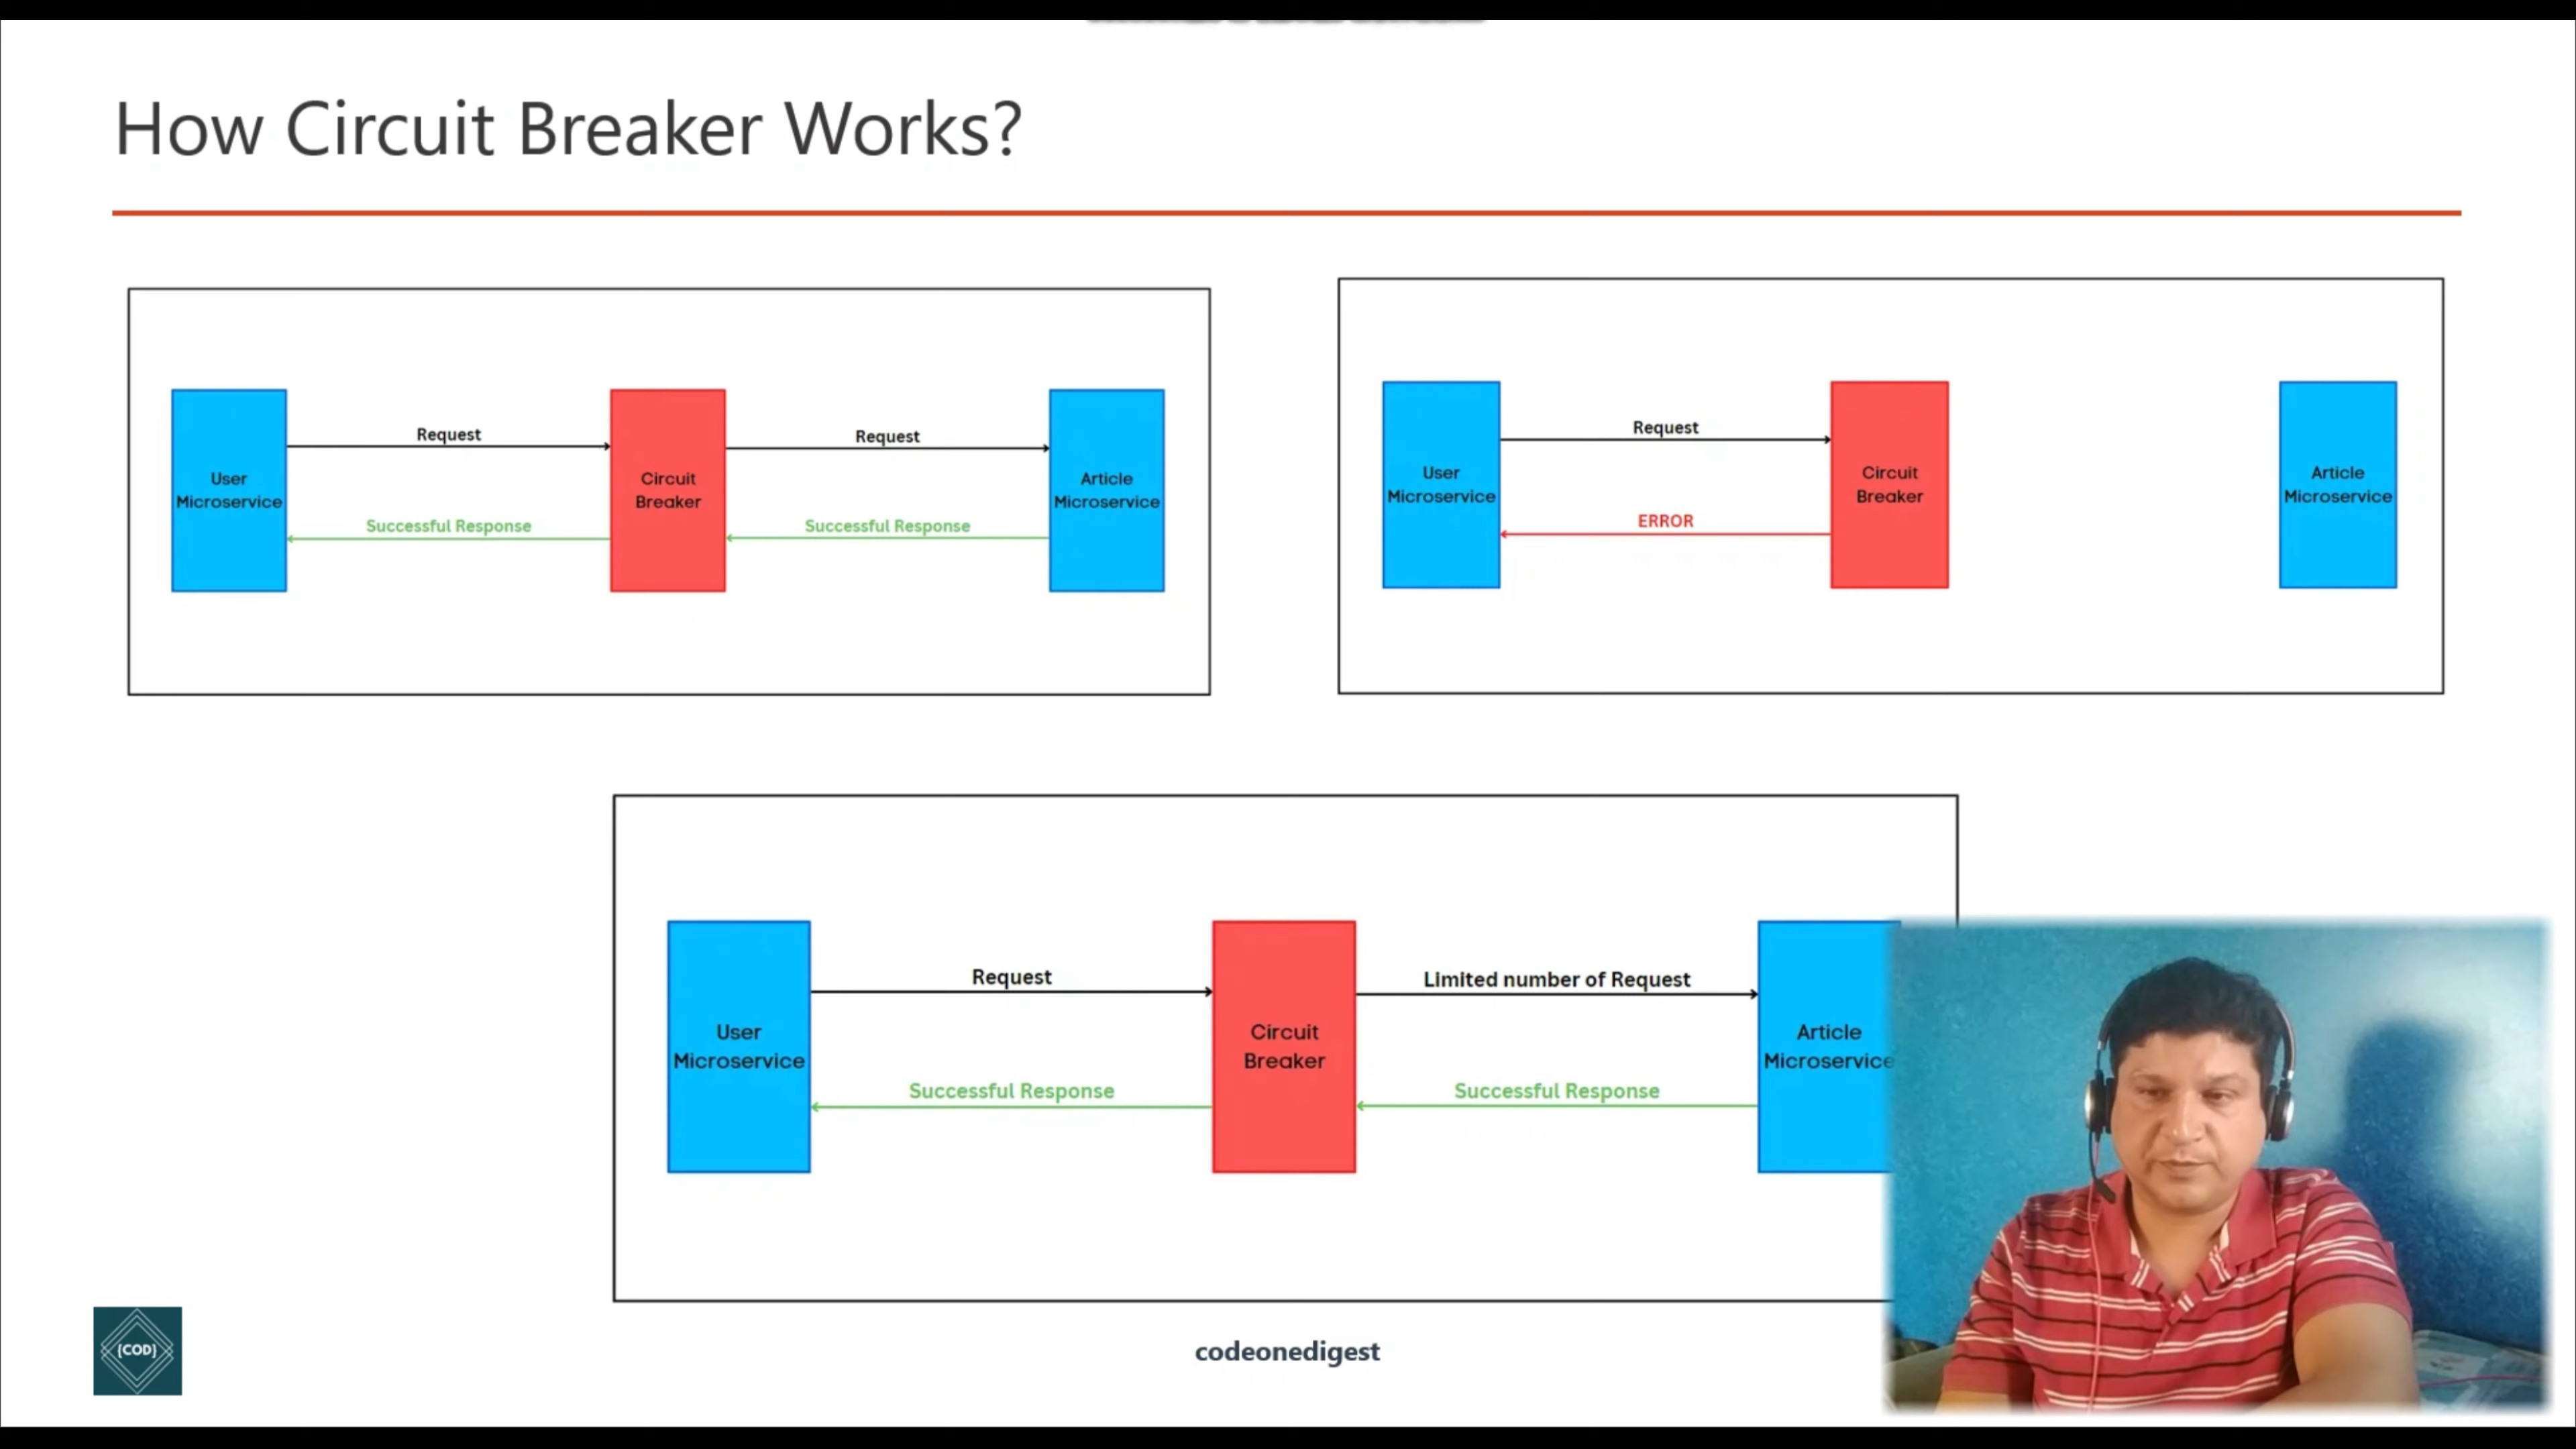 How Circuit Breaker Works?
Request
Request
User
Microservice
Circuit
Breaker
Article
Microservice
Successful Response
Successful Response
Request
User
Microservice
Circuit
Breaker
Article
Microservice
ERROR
Request
Limited number of Request
User
Microservice
Circuit
Breaker
Article
Microservice
Successful Response
Successful Response
{COD}
codeonedigest